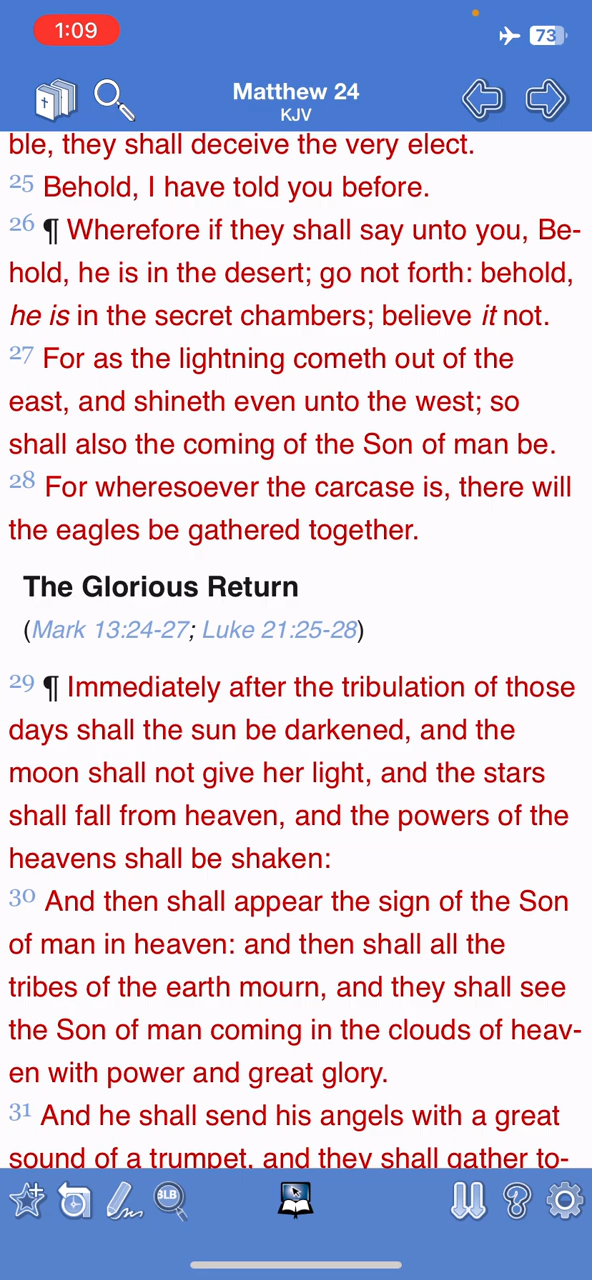 1:09
73
Matthew 24
KJV
ble, they shall deceive the very elect.
25 Behold, I have told you before.
26 ¶ Wherefore if they shall say unto you, Be-
hold, he is in the desert; go not forth: behold,
he is in the secret chambers; believe it not.
27 For as the lightning cometh out of the
east, and shineth even unto the west; so
shall also the coming of the Son of man be.
28 For wheresoever the carcase is, there will
the eagles be gathered together.
The Glorious Return
(Mark 13:24-27; Luke 21:25-28)
29 ¶ Immediately after the tribulation of those
days shall the sun be darkened, and the
moon shall not give her light, and the stars
shall fall from heaven, and the powers of the
heavens shall be shaken:
30 And then shall appear the sign of the Son
of man in heaven: and then shall all the
tribes of the earth mourn, and they shall see
the Son of man coming in the clouds of heav-
en with power and great glory.
31 And he shall send his angels with a great
sound of a trumpet, and they shall gather to-
BLB